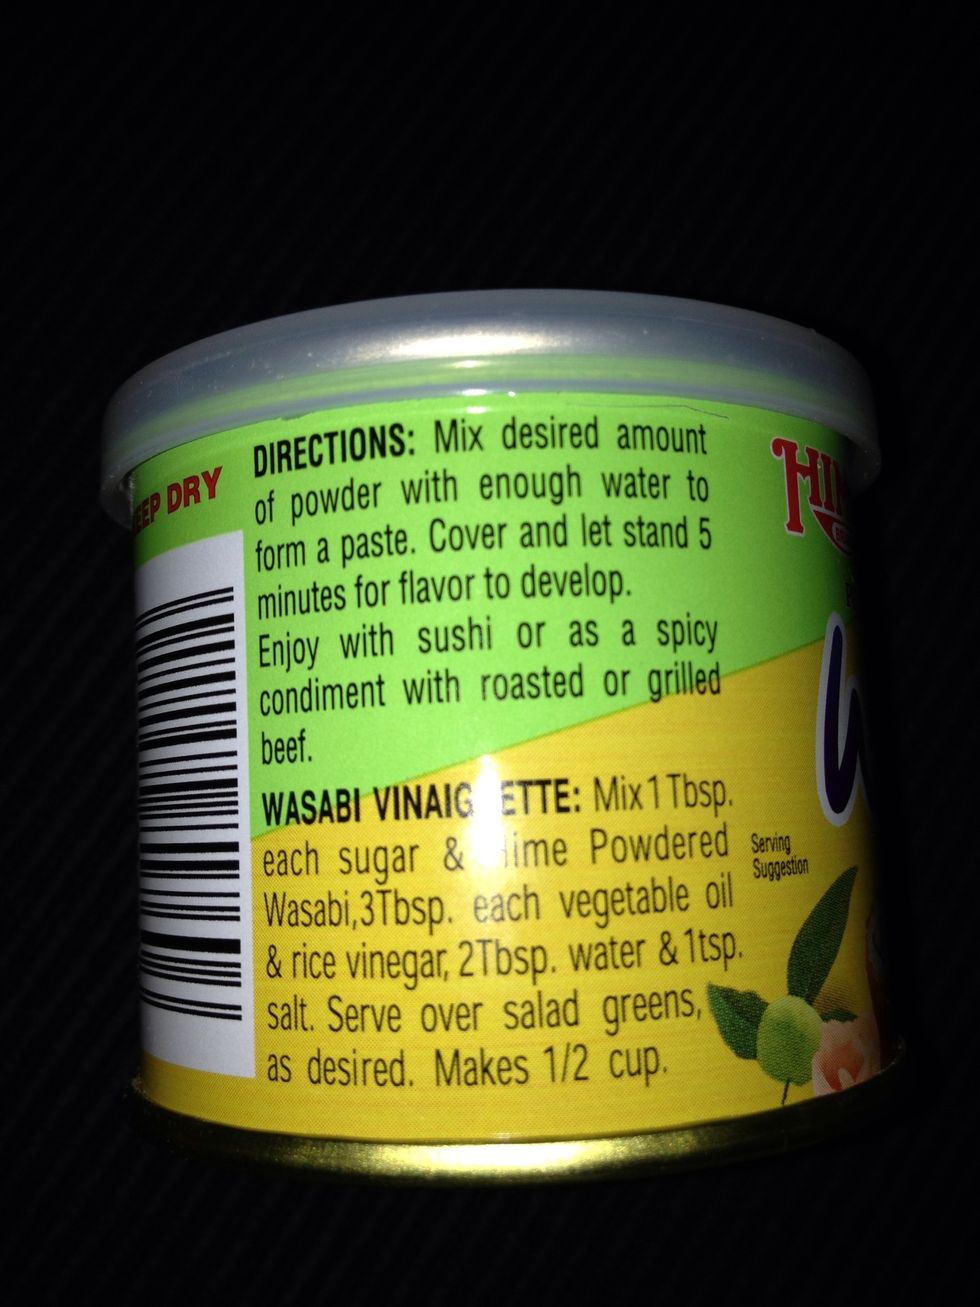 DRY
DIRECTIONS: Mix desired amount
of powder with enough water to
form a paste. Cover and let stand 5
minutes for flavor to develop.
Enjoy with sushi or as a spicy
condiment with roasted or grilled
beef.
WASABI VINAIG ETTE: Mix 1 Tbsp.
each sugar & Hime Powdered
Wasabi, 3Tbsp. each vegetable oil
& rice vinegar, 2Tbsp. water & 1tsp.
salt. Serve over salad greens,
as desired. Makes 1/2 cup.
Serving
Suggestion